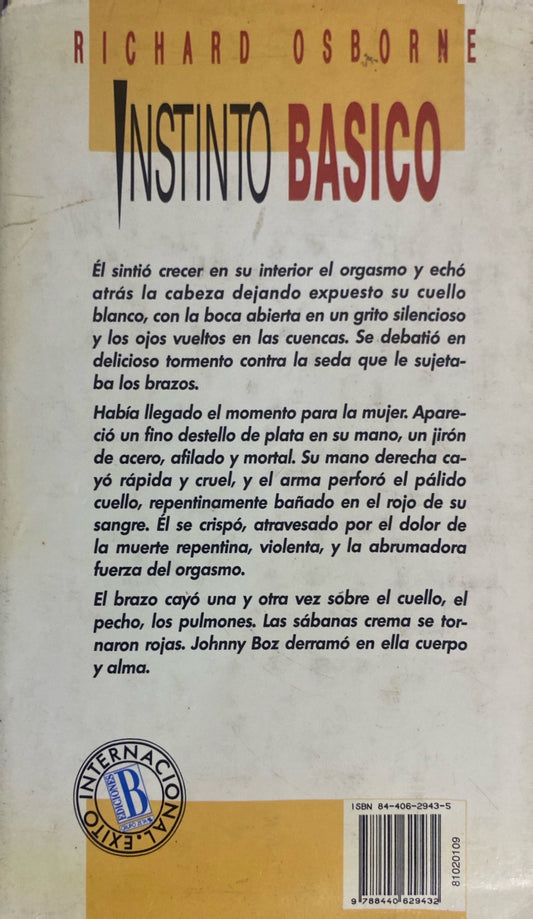 RICHARD OSBORNE
INSTINTO BASICO
Él sintió crecer en su interior el orgasmo y echó
atrás la cabeza dejando expuesto su cuello
blanco, con la boca abierta en un grito silencioso
y los ojos vueltos en las cuencas. Se debatió en
delicioso tormento contra la seda que le sujeta-
ba los brazos.
Había llegado el momento para la mujer. Apare-
ció un fino destello de plata en su mano, un jirón
de acero, afilado y mortal. Su mano derecha ca-
yó rápida y cruel, y el arma perforó el pálido
cuello, repentinamente bañado en el rojo de su
sangre. Él se crispó, atravesado por el dolor de
la muerte repentina, violenta, y la abrumadora
fuerza del orgasmo.
El brazo cayó una y otra vez sobre el cuello, el
pecho, los pulmones. Las sábanas crema se tor-
naron rojas. Johnny Boz derramó en ella cuerpo
y alma.
INTERNACIONAL. EXITO
EDICIONES
B
ISBN 84-406-2943-5
9 788440 629432
81020109